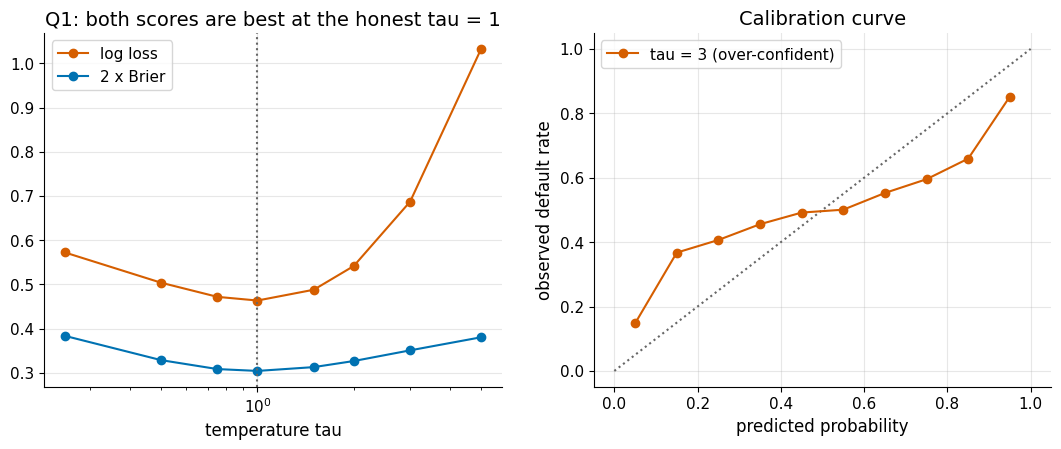 Q1: both scores are best at the honest tau = 1
log loss
2 x Brier
1.0
0.9
0.8
0.7
0.6
0.5
0.4
0.3
10⁰
temperature tau
Calibration curve
tau = 3 (over-confident)
observed default rate
1.0
0.8
0.6
0.4
0.2
0.0
0.0 0.2 0.4 0.6 0.8 1.0
predicted probability